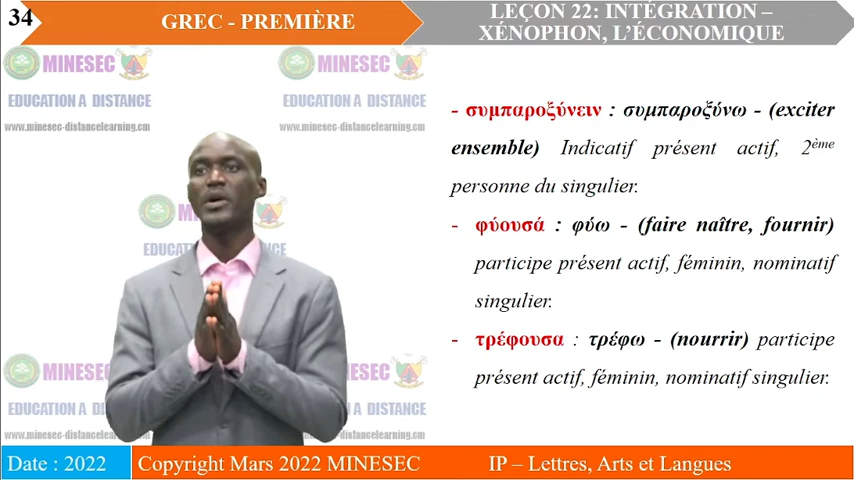 34
GREC - PREMIÈRE
LEÇON 22: INTÉGRATION –
XÉNOPHON, L’ÉCONOMIQUE
MINESEC
EDUCATION A DISTANCE
www.minesec-distancelearning.cm
MINESEC
EDUCATION A DISTANCE
www.minesec-distancelearning.cm
- συμπαροξύνειν : συμπαροξύνω - (exciter
ensemble) Indicatif présent actif, 2ème
personne du singulier.
- φύουσά : φύω - (faire naître, fournir)
participe présent actif, féminin, nominatif
singulier.
- τρέφουσα : τρέφω - (nourrir) participe
présent actif, féminin, nominatif singulier.
MINESEC
EDUCATION A DISTANCE
Date : 2022
Copyright Mars 2022 MINESEC
IP – Lettres, Arts et Langues